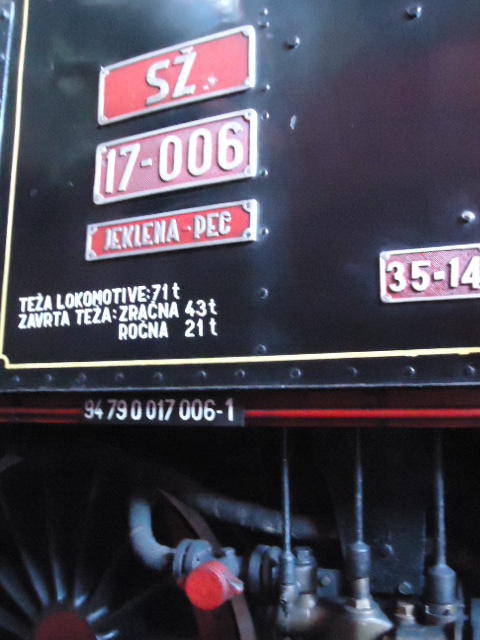 SŽ
17-006
JEKLENA PEČ
35-14
TEŽA LOKOMOTIVE:71 t
ZAVRTA TEŽA: ZRAČNA 43 t
ROČNA 21 t
94 79 0 017 006-1